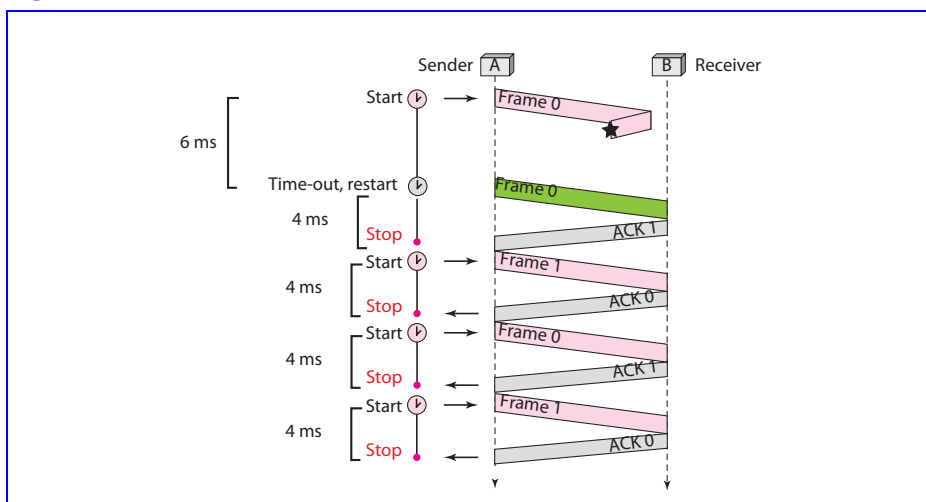 Sender A B Receiver
Start Frame 0
6 ms
Time-out, restart Frame 0
4 ms
ACK 1
Stop
Start Frame 1
4 ms
ACK 0
Stop
Start Frame 0
4 ms
ACK 1
Stop
Start Frame 1
4 ms
ACK 0
Stop